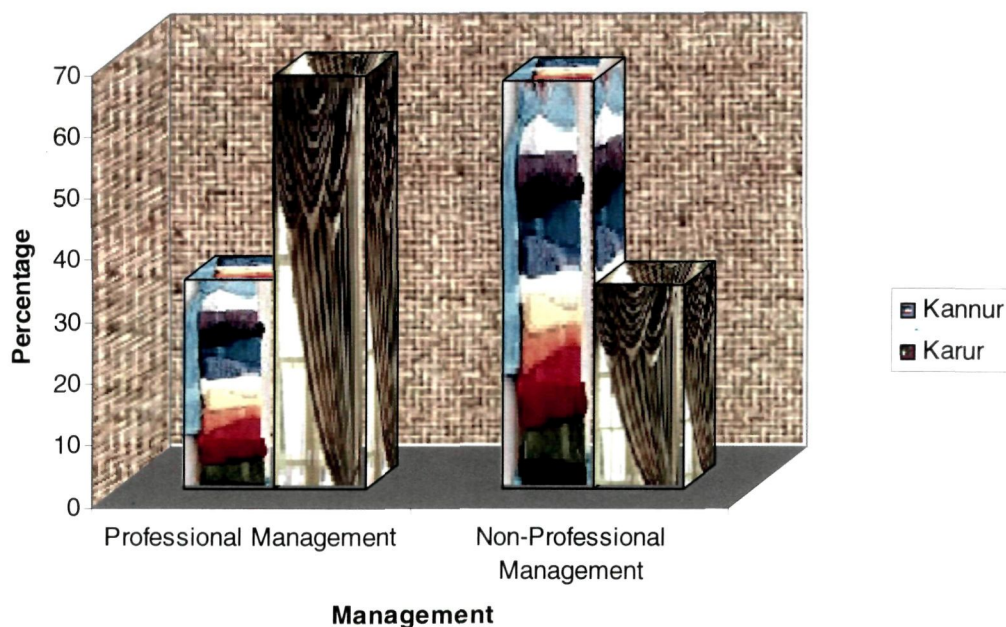 70
60
50
40
30
20
10
0
Percentage
Professional Management
Non-Professional
Management
Management
Kannur
Karur